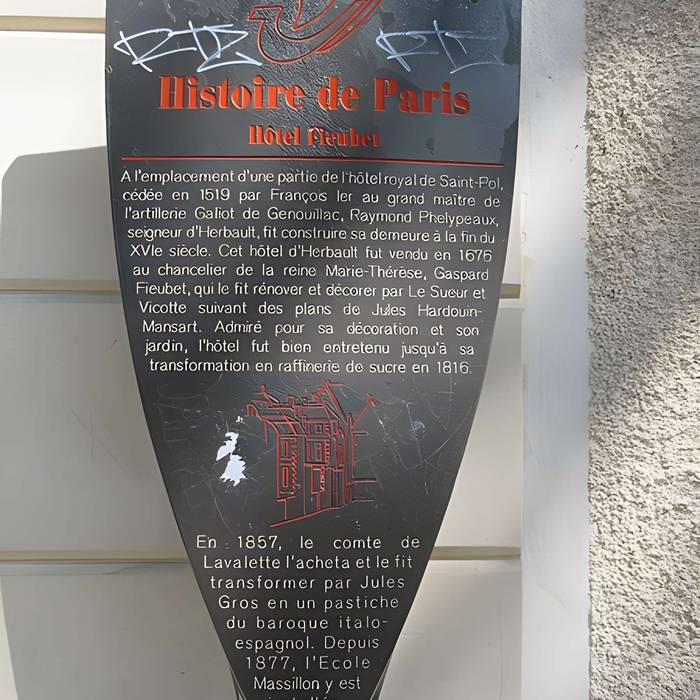 Histoire de Paris
Hôtel Fieubet
A l'emplacement d'une partie de l'hôtel royal de Saint-Pol,
cédée en 1519 par François Ier au grand maître de
l'artillerie Galiot de Genouillac, Raymond Phelypeaux,
seigneur d'Herbault, fit construire sa demeure à la fin du
XVIe siècle. Cet hôtel d'Herbault fut vendu en 1676
au chancelier de la reine Marie-Thérèse, Gaspard
Fieubet, qui le fit rénover et décorer par Le Sueur et
Vicotte suivant des plans de Jules Hardouin-
Mansart. Admiré pour sa décoration et son
jardin, l'hôtel fut bien entretenu jusqu'à sa
transformation en raffinerie de sucre en 1816.
En 1857, le comte de
Lavalette l'acheta et le fit
transformer par Jules
Gros en un pastiche
du baroque italo-
espagnol. Depuis
1877, l'Ecole
Massillon y est